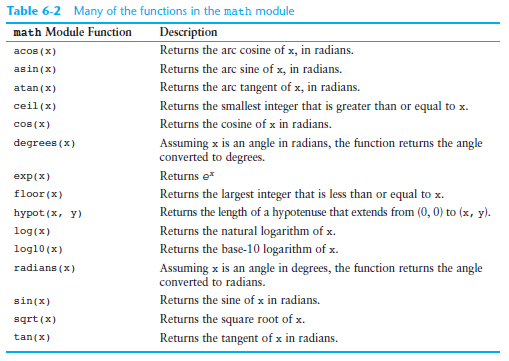 Table 6-2 Many of the functions in the math module
math Module Function Description
acos(x) Returns the arc cosine of x, in radians.
asin(x) Returns the arc sine of x, in radians.
atan(x) Returns the arc tangent of x, in radians.
ceil(x) Returns the smallest integer that is greater than or equal to x.
cos(x) Returns the cosine of x in radians.
degrees(x) Assuming x is an angle in radians, the function returns the angle
converted to degrees.
exp(x) Returns eˣ
floor(x) Returns the largest integer that is less than or equal to x.
hypot(x, y) Returns the length of a hypotenuse that extends from (0, 0) to (x, y).
log(x) Returns the natural logarithm of x.
log10(x) Returns the base-10 logarithm of x.
radians(x) Assuming x is an angle in degrees, the function returns the angle
converted to radians.
sin(x) Returns the sine of x in radians.
sqrt(x) Returns the square root of x.
tan(x) Returns the tangent of x in radians.